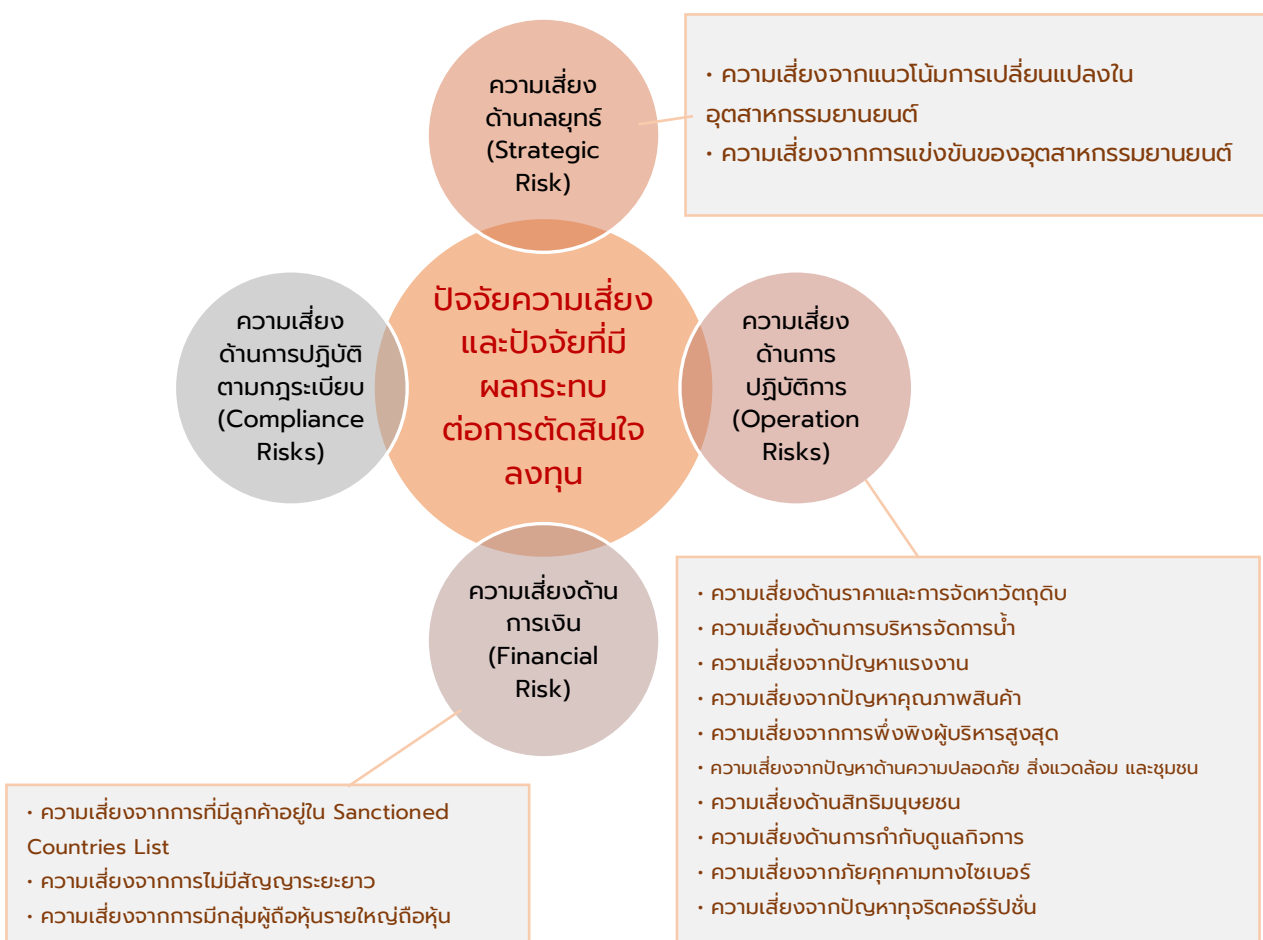 ความเสี่ยง
ด้านกลยุทธ์
(Strategic
Risk)
• ความเสี่ยงจากแนวโน้มการเปลี่ยนแปลงใน
อุตสาหกรรมยานยนต์
• ความเสี่ยงจากการแข่งขันของอุตสาหกรรมยานยนต์
ความเสี่ยง
ด้านการปฏิบัติ
ตามกฎระเบียบ
(Compliance
Risks)
ปัจจัยความเสี่ยง
และปัจจัยที่มี
ผลกระทบ
ต่อการตัดสินใจ
ลงทุน
ความเสี่ยง
ด้านการ
ปฏิบัติการ
(Operation
Risks)
ความเสี่ยงด้าน
การเงิน
(Financial
Risk)
• ความเสี่ยงด้านราคาและการจัดหาวัตถุดิบ
• ความเสี่ยงด้านการบริหารจัดการน้ำ
• ความเสี่ยงจากปัญหาแรงงาน
• ความเสี่ยงจากปัญหาคุณภาพสินค้า
• ความเสี่ยงจากการพึ่งพิงผู้บริหารสูงสุด
• ความเสี่ยงจากปัญหาด้านความปลอดภัย สิ่งแวดล้อม และชุมชน
• ความเสี่ยงด้านสิทธิมนุษยชน
• ความเสี่ยงด้านการกำกับดูแลกิจการ
• ความเสี่ยงจากภัยคุกคามทางไซเบอร์
• ความเสี่ยงจากปัญหาทุจริตคอร์รัปชั่น
• ความเสี่ยงจากการที่มีลูกค้าอยู่ใน Sanctioned
Countries List
• ความเสี่ยงจากการไม่มีสัญญาระยะยาว
• ความเสี่ยงจากการมีกลุ่มผู้ถือหุ้นรายใหญ่ถือหุ้น